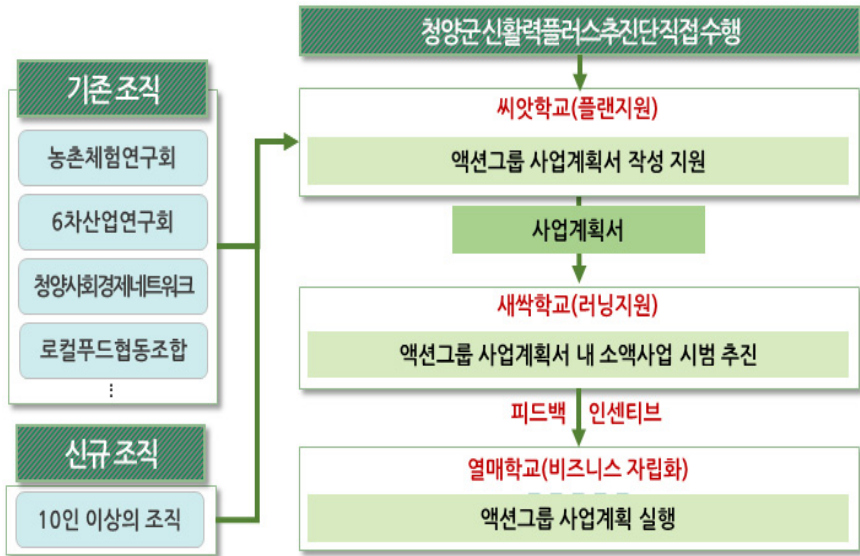 청양군 신활력플러스추진단직접 수행
기존 조직
농촌체험연구회
6차산업연구회
청양사회경제네트워크
로컬푸드협동조합
⋮
신규 조직
10인 이상의 조직
씨앗학교(플랜지원)
액션그룹 사업계획서 작성 지원
사업계획서
새싹학교(러닝지원)
액션그룹 사업계획서 내 소액사업 시범 추진
피드백 인센티브
열매학교(비즈니스 자립화)
액션그룹 사업계획 실행